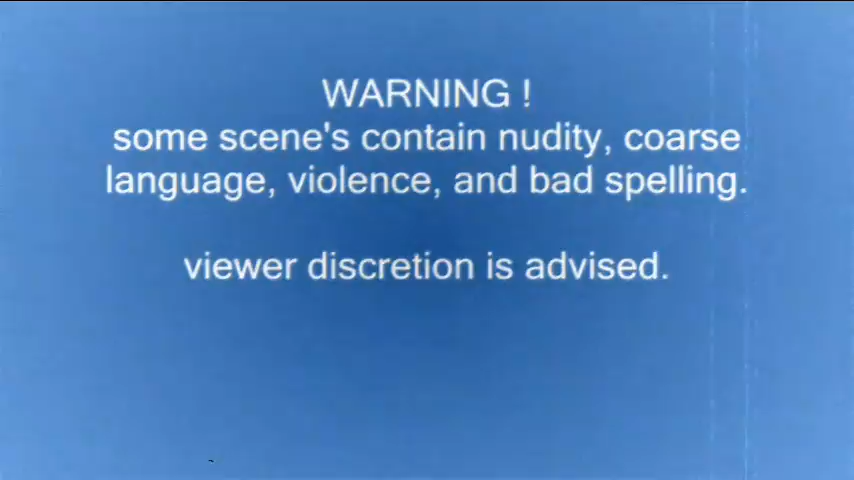 WARNING !
some scene's contain nudity, coarse
language, violence, and bad spelling.
viewer discretion is advised.